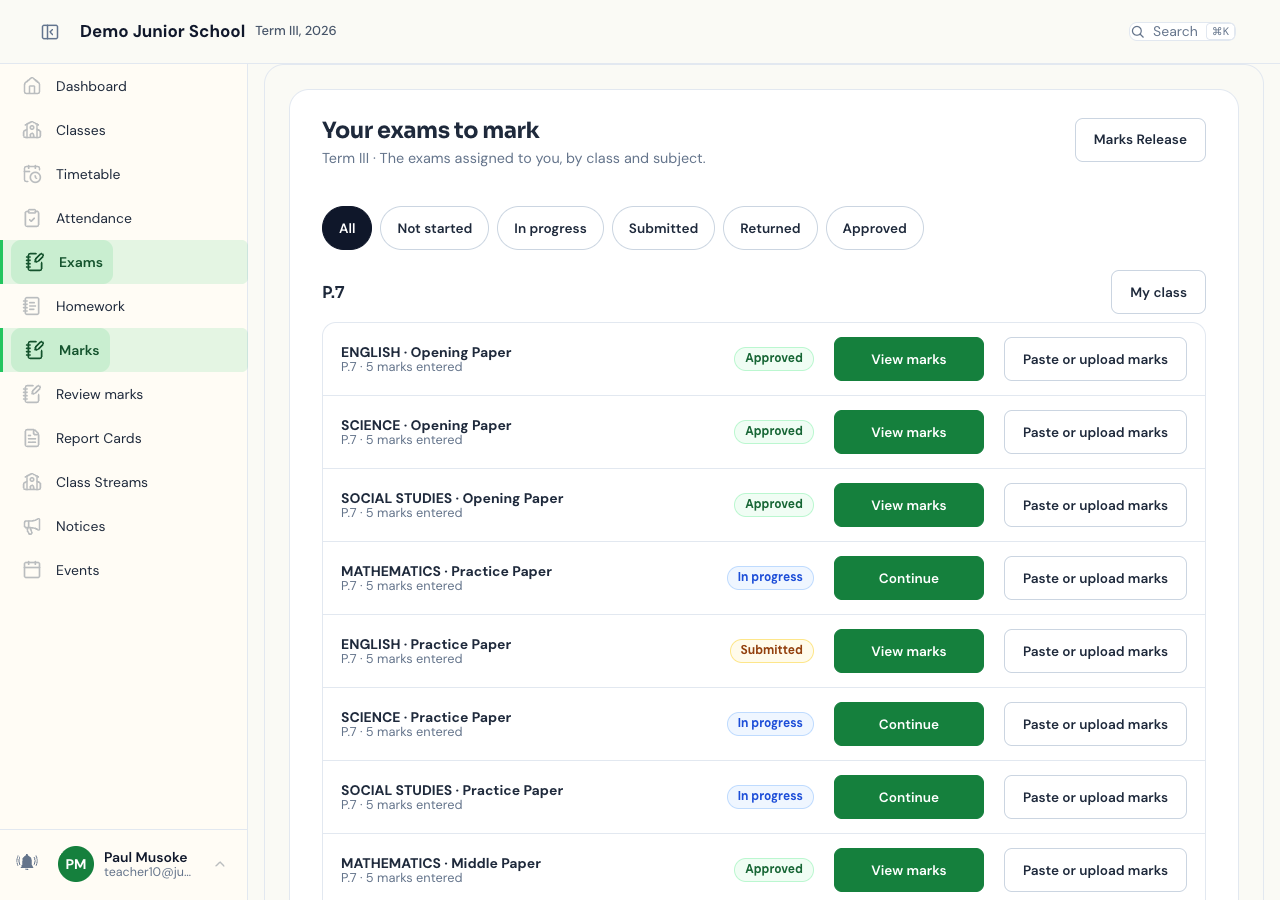 Demo Junior School Term III, 2026
Search ⌘K
Dashboard
Classes
Timetable
Attendance
Exams
Homework
Marks
Review marks
Report Cards
Class Streams
Notices
Events
PM
Paul Musoke
teacher10@ju…
Your exams to mark
Term III · The exams assigned to you, by class and subject.
Marks Release
All Not started In progress Submitted Returned Approved
P.7
My class
ENGLISH · Opening Paper
P.7 · 5 marks entered
Approved View marks Paste or upload marks
SCIENCE · Opening Paper
P.7 · 5 marks entered
Approved View marks Paste or upload marks
SOCIAL STUDIES · Opening Paper
P.7 · 5 marks entered
Approved View marks Paste or upload marks
MATHEMATICS · Practice Paper
P.7 · 5 marks entered
In progress Continue Paste or upload marks
ENGLISH · Practice Paper
P.7 · 5 marks entered
Submitted View marks Paste or upload marks
SCIENCE · Practice Paper
P.7 · 5 marks entered
In progress Continue Paste or upload marks
SOCIAL STUDIES · Practice Paper
P.7 · 5 marks entered
In progress Continue Paste or upload marks
MATHEMATICS · Middle Paper
P.7 · 5 marks entered
Approved View marks Paste or upload marks